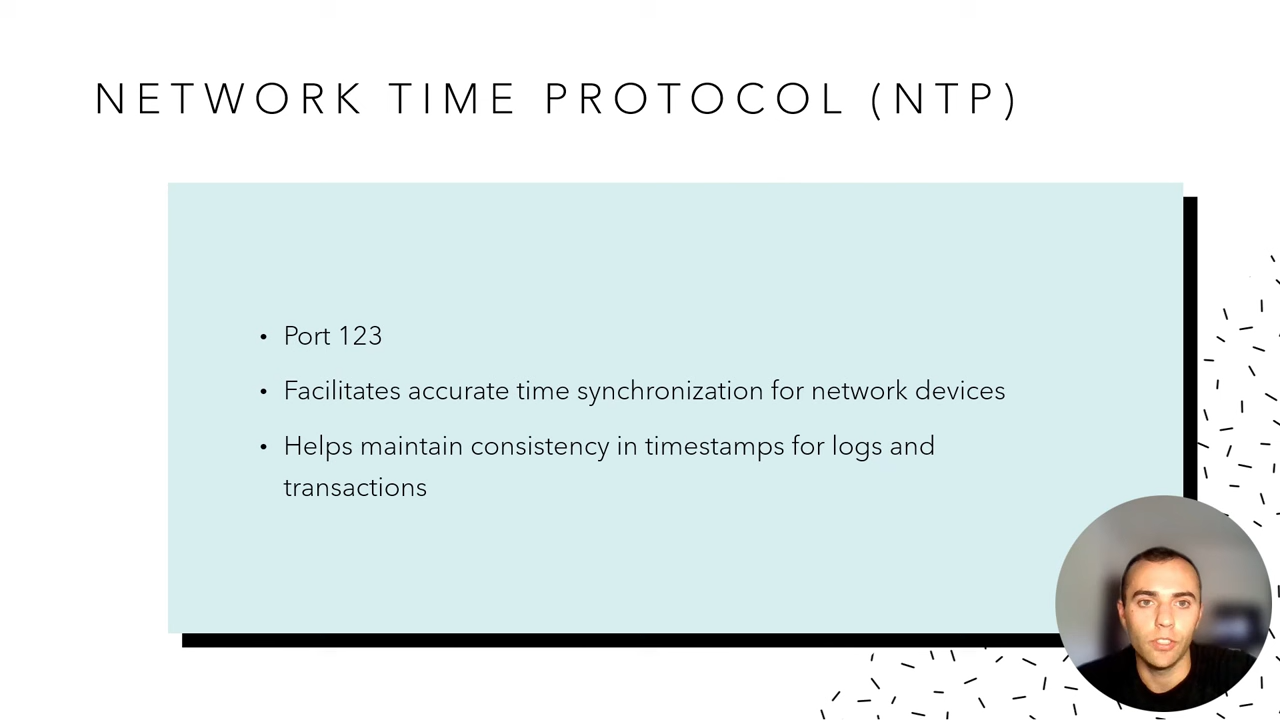 NETWORK TIME PROTOCOL (NTP)
• Port 123
• Facilitates accurate time synchronization for network devices
• Helps maintain consistency in timestamps for logs and
transactions